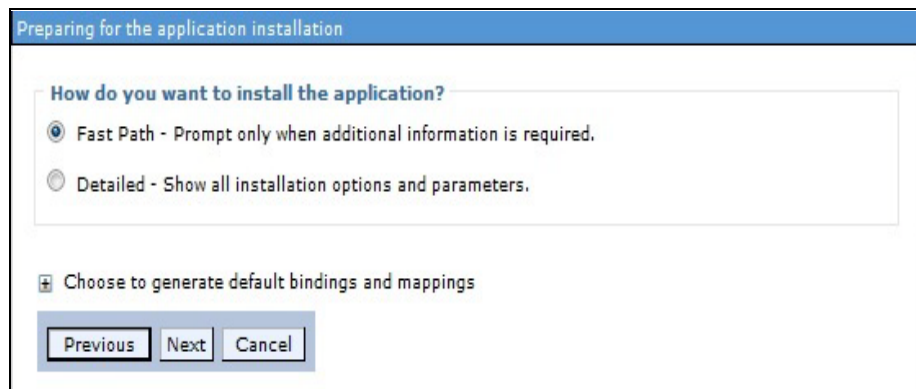 Preparing for the application installation
How do you want to install the application?
Fast Path - Prompt only when additional information is required.
Detailed - Show all installation options and parameters.
Choose to generate default bindings and mappings
Previous Next Cancel